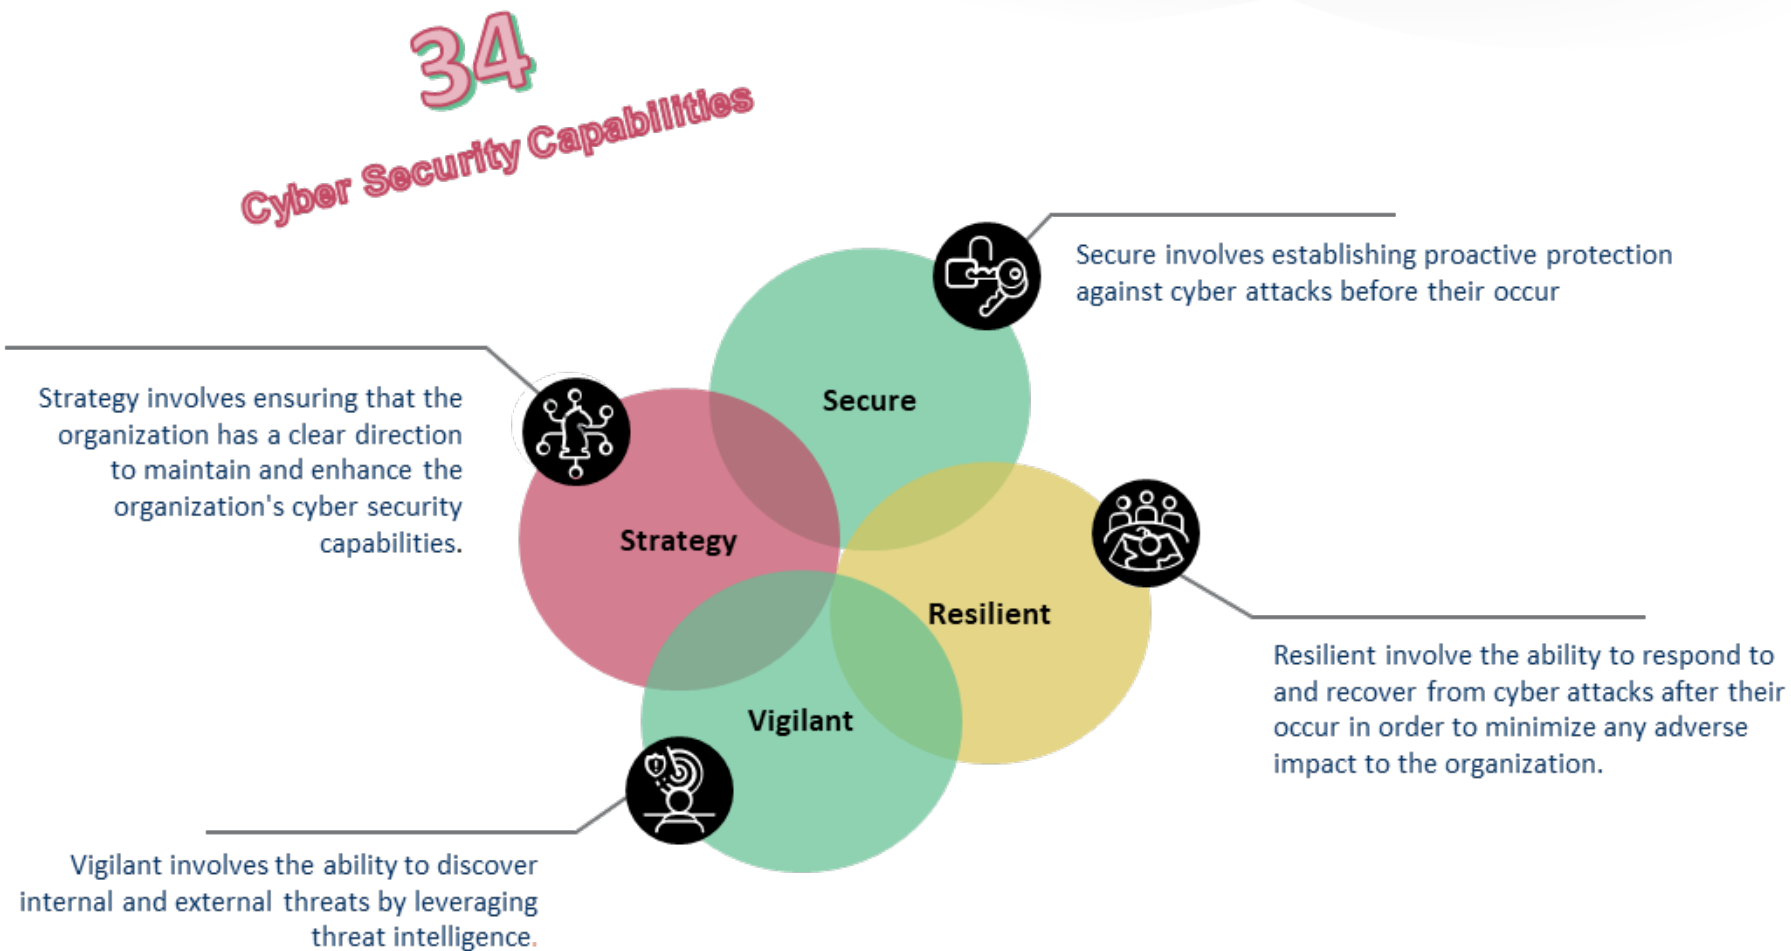 34
Cyber Security Capabilities
Secure involves establishing proactive protection
against cyber attacks before their occur
Secure
Strategy involves ensuring that the
organization has a clear direction
to maintain and enhance the
organization's cyber security
capabilities.
Strategy
Resilient
Resilient involve the ability to respond to
and recover from cyber attacks after their
occur in order to minimize any adverse
impact to the organization.
Vigilant
Vigilant involves the ability to discover
internal and external threats by leveraging
threat intelligence.